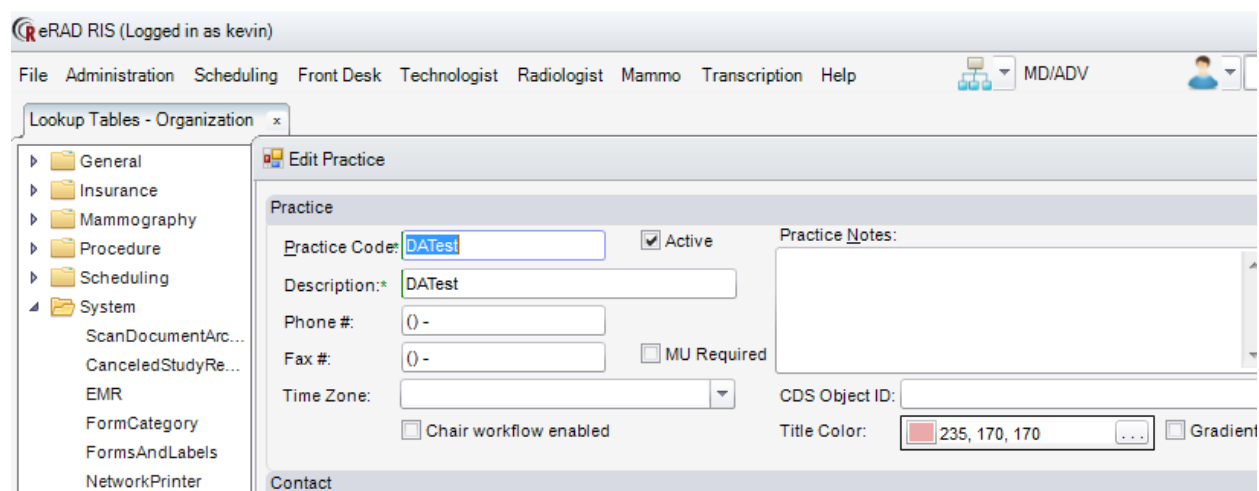 eRAD RIS (Logged in as kevin)
File Administration Scheduling Front Desk Technologist Radiologist Mammo Transcription Help MD/ADV
Lookup Tables - Organization x
General
Insurance
Mammography
Procedure
Scheduling
System
ScanDocumentArc...
CanceledStudyRe...
EMR
FormCategory
FormsAndLabels
NetworkPrinter
Edit Practice
Practice
Practice Code:* DATest Active Practice Notes:
Description:* DATest
Phone #: () -
Fax #: () - MU Required
Time Zone: CDS Object ID:
Chair workflow enabled Title Color: 235, 170, 170 ... Gradient
Contact